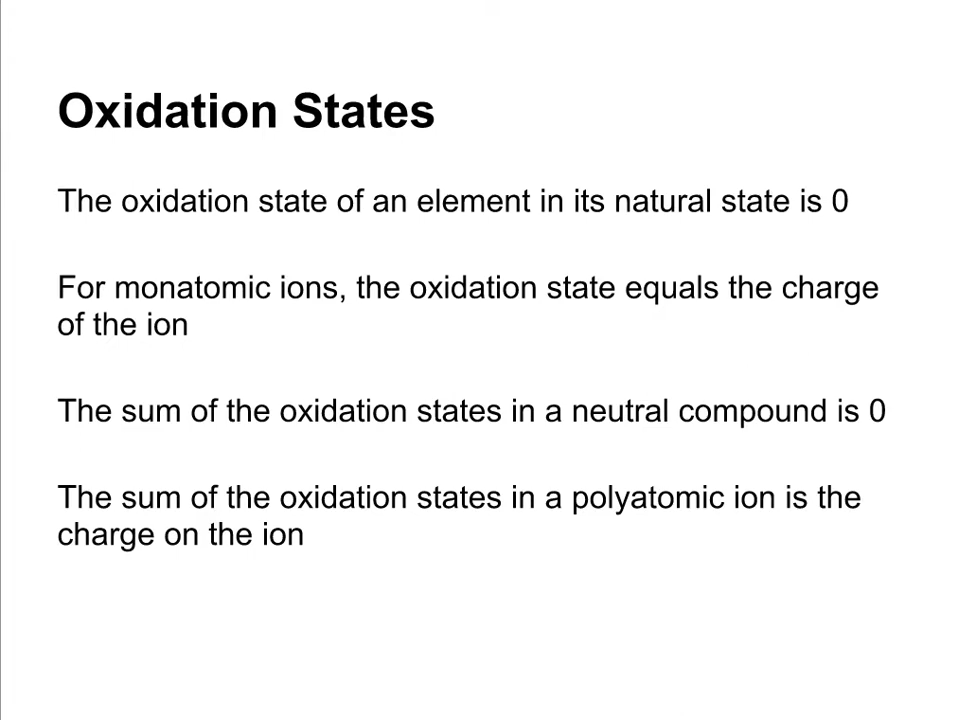 Oxidation States
The oxidation state of an element in its natural state is 0
For monatomic ions, the oxidation state equals the charge
of the ion
The sum of the oxidation states in a neutral compound is 0
The sum of the oxidation states in a polyatomic ion is the
charge on the ion